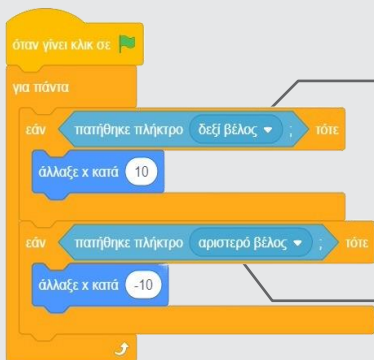 όταν γίνει κλικ σε
για πάντα
εάν πατήθηκε πλήκτρο δεξί βέλος ; τότε
άλλαξε x κατά 10
εάν πατήθηκε πλήκτρο αριστερό βέλος ; τότε
άλλαξε x κατά -10